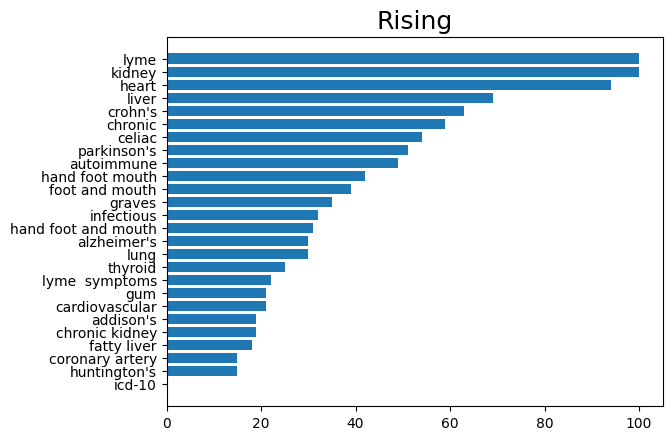 Rising
lyme
kidney
heart
liver
crohn's
chronic
celiac
parkinson's
autoimmune
hand foot mouth
foot and mouth
graves
infectious
hand foot and mouth
alzheimer's
lung
thyroid
lyme  symptoms
gum
cardiovascular
addison's
chronic kidney
fatty liver
coronary artery
huntington's
icd-10
0 20 40 60 80 100